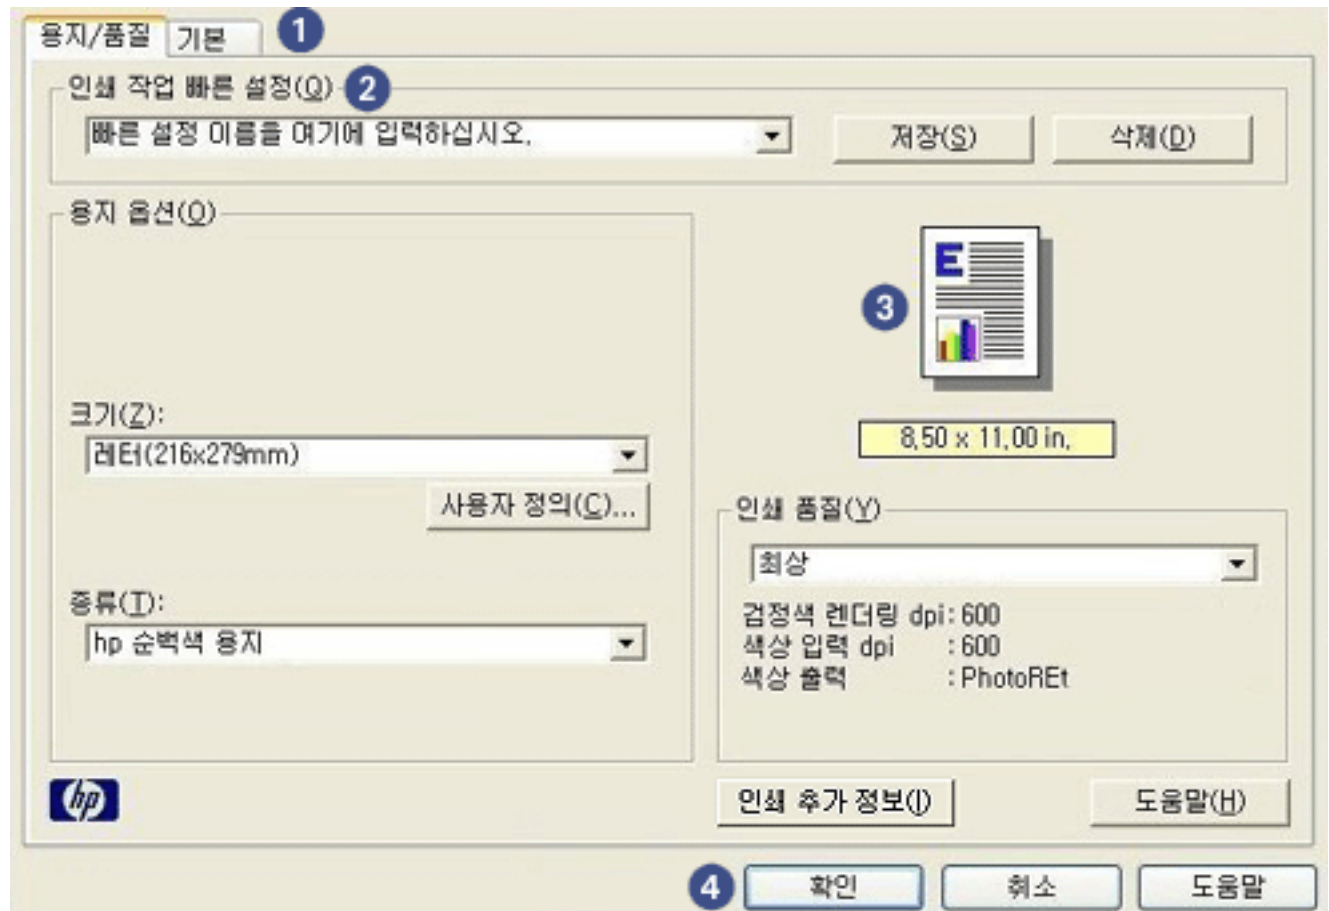 용지/품질 기본 1
인쇄 작업 빠른 설정(Q) 2
빠른 설정 이름을 여기에 입력하십시오. 저장(S) 삭제(D)
용지 옵션(O)
E
3
크기(Z):
레터(216x279mm)
8.50 x 11.00 in.
사용자 정의(C)...
인쇄 품질(Y)
최상
종류(T):
hp 순백색 용지
검정색 렌더링 dpi: 600
색상 입력 dpi : 600
색상 출력 : PhotoREt
hp
인쇄 추가 정보(I) 도움말(H)
4 확인 취소 도움말